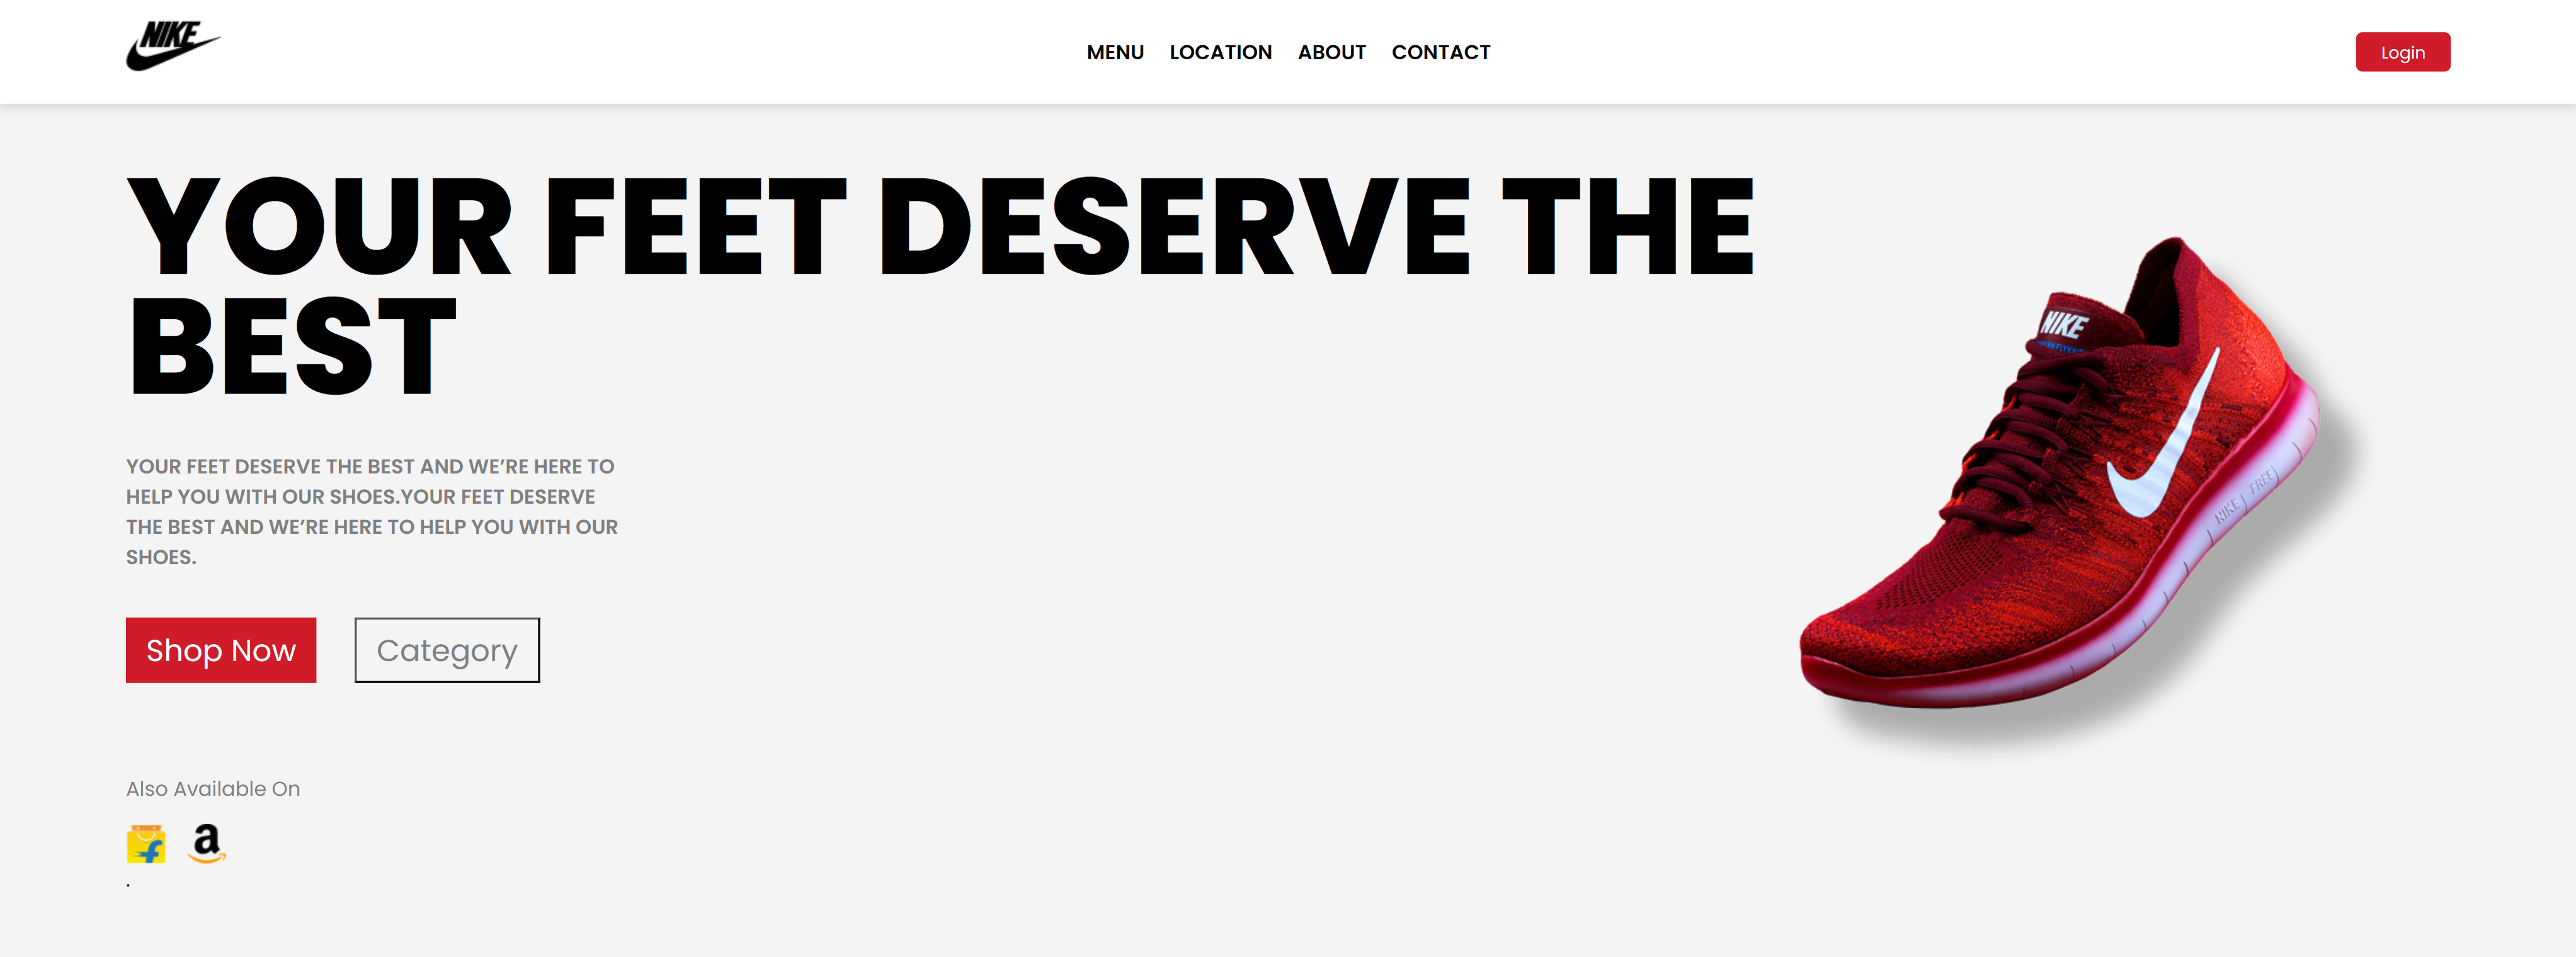 NIKE
MENU LOCATION ABOUT CONTACT
Login
YOUR FEET DESERVE THE
BEST
YOUR FEET DESERVE THE BEST AND WE’RE HERE TO
HELP YOU WITH OUR SHOES.YOUR FEET DESERVE
THE BEST AND WE’RE HERE TO HELP YOU WITH OUR
SHOES.
Shop Now
Category
NIKE
NIKE FREE
Also Available On
f a
.